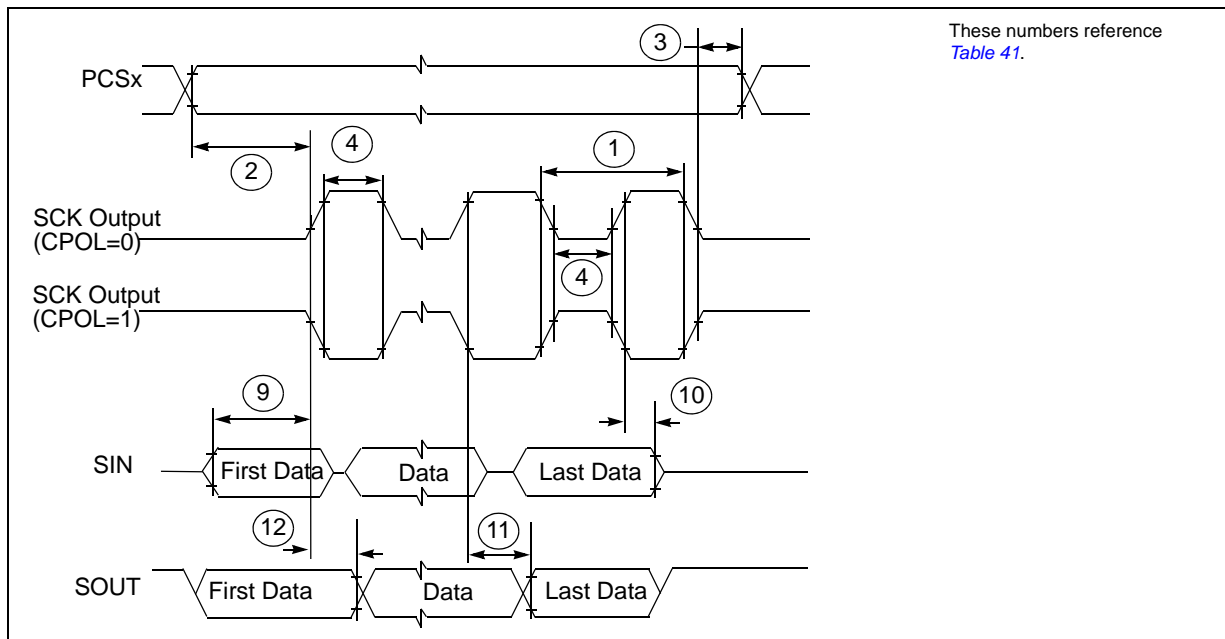 These numbers reference
Table 41.
3
PCSx
2
4
1
SCK Output
(CPOL=0)
4
SCK Output
(CPOL=1)
9
10
SIN
First Data
Data
Last Data
12
11
SOUT
First Data
Data
Last Data